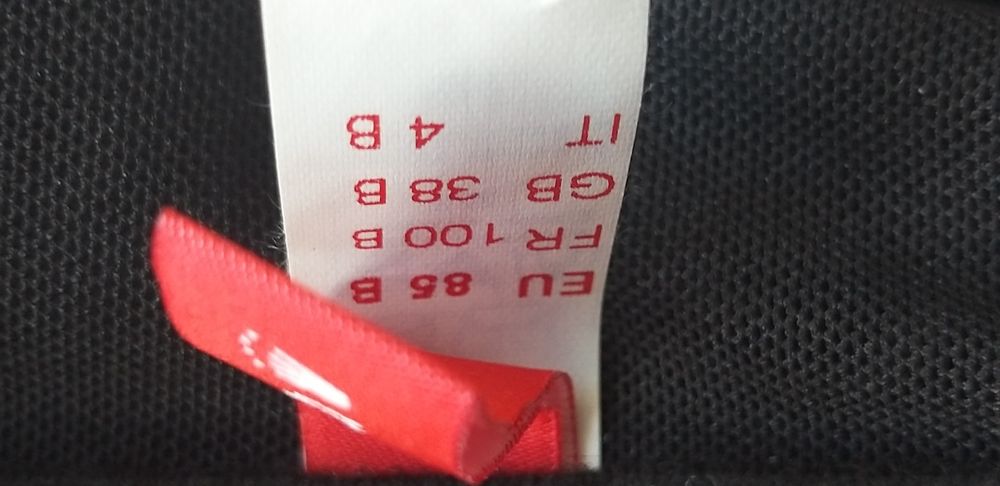 EU 85 B
FR 100 B
GB 38 B
IT 4 B